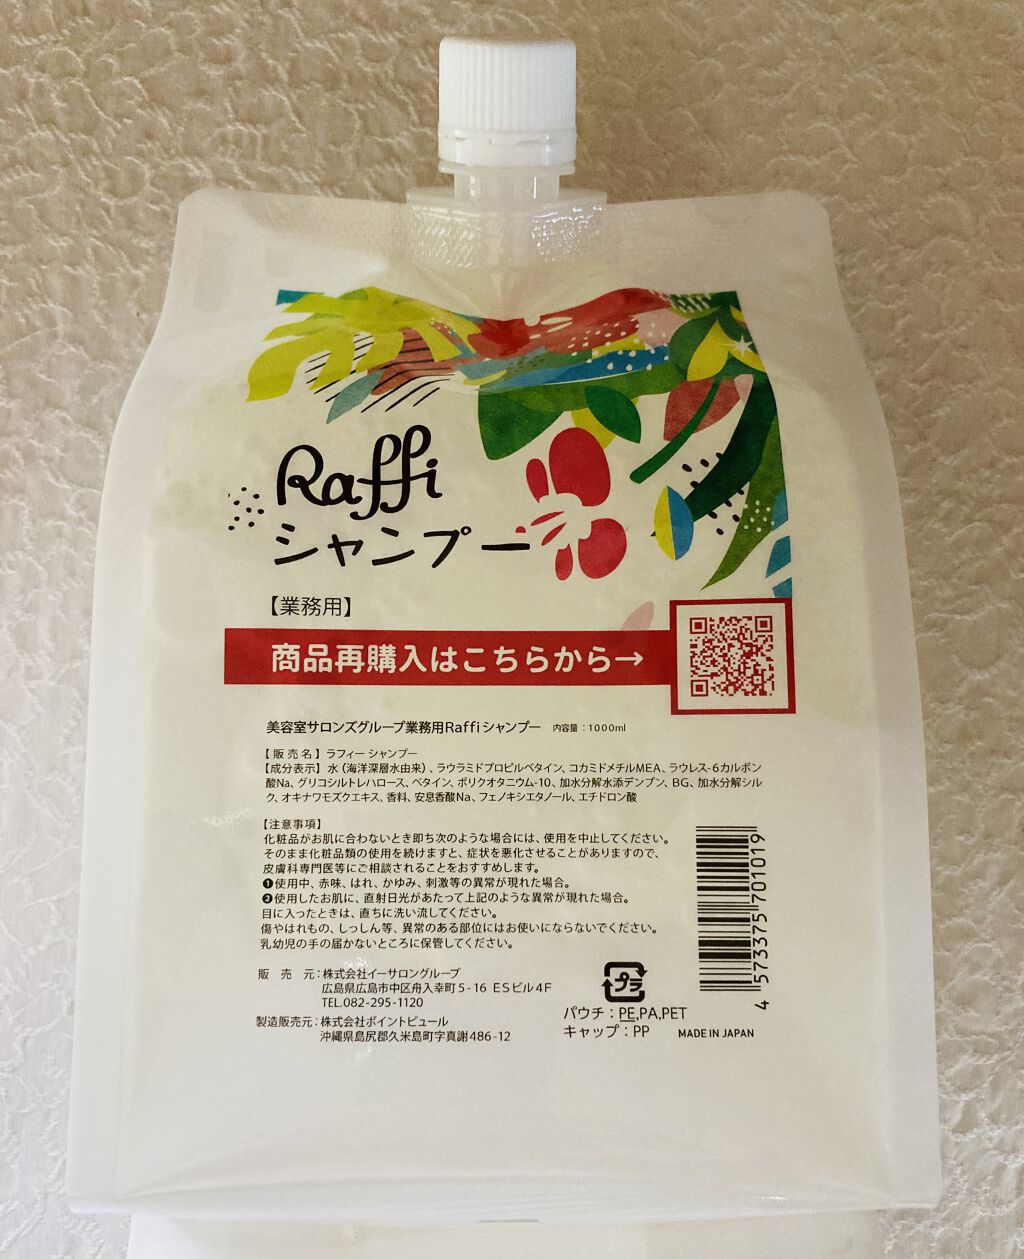 Raffi
シャンプー
【業務用】
商品再購入はこちらから→
美容室サロンズグループ業務用Raffiシャンプー 内容量：1000ml
【販売名】ラフィー シャンプー
【成分表示】水（海洋深層水由来）、ラウラミドプロピルベタイン、コカミドメチルMEA、ラウレス-6カルボン
酸Na、グリコシルトレハロース、ベタイン、ポリクオタニウム-10、加水分解水添デンプン、BG、加水分解シル
ク、オキナワモズクエキス、香料、安息香酸Na、フェノキシエタノール、エチドロン酸
【注意事項】
化粧品がお肌に合わないとき即ち次のような場合には、使用を中止してください。
そのまま化粧品類の使用を続けますと、症状を悪化させることがありますので、
皮膚科専門医等にご相談されることをおすすめします。
❶使用中、赤味、はれ、かゆみ、刺激等の異常が現れた場合。
❷使用したお肌に、直射日光があたって上記のような異常が現れた場合。
目に入ったときは、直ちに洗い流してください。
傷やはれもの、しっしん等、異常のある部位にはお使いにならないでください。
乳幼児の手の届かないところに保管してください。
販売元：株式会社イーサロングループ
広島県広島市中区舟入幸町5-16 ESビル4F
TEL.082-295-1120
製造販売元：株式会社ポイントピュール
沖縄県島尻郡久米島町字真謝486-12
プラ
パウチ：PE,PA,PET
キャップ：PP
MADE IN JAPAN
4 573375 701019